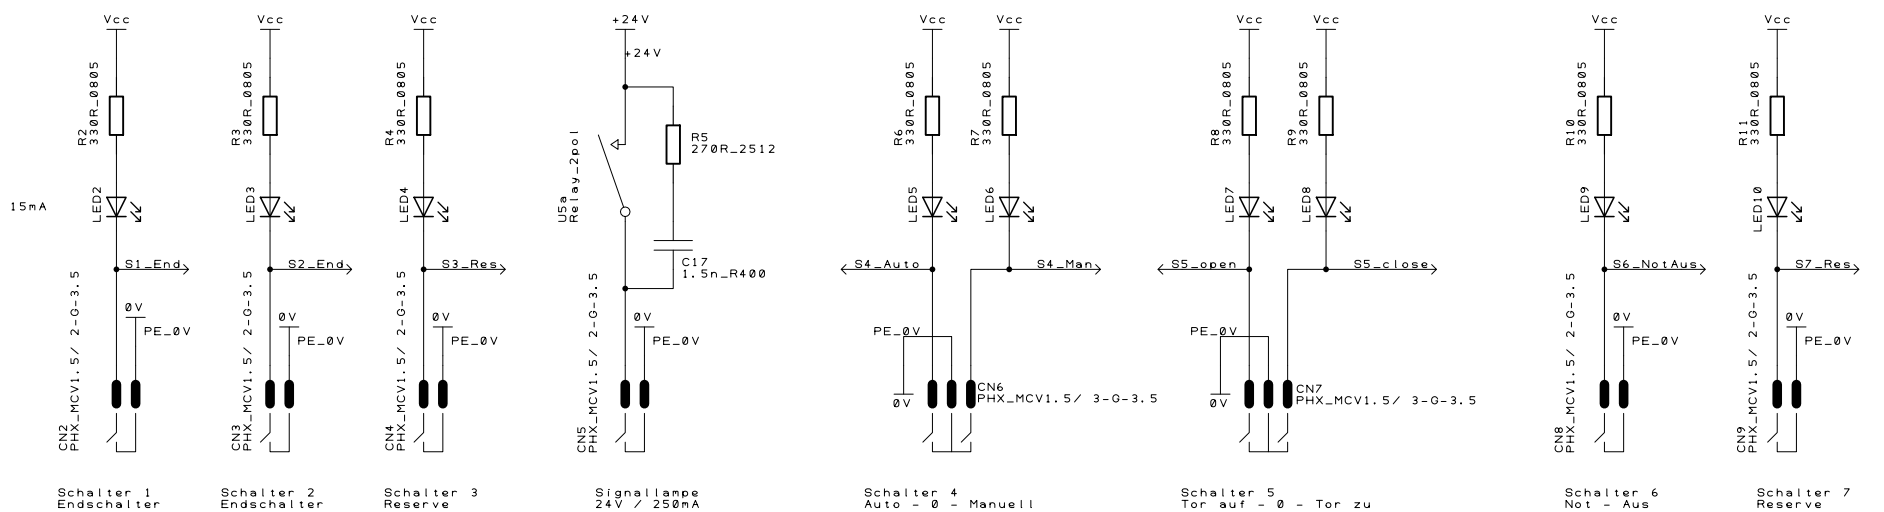 Vcc
Vcc
Vcc
+24V
Vcc
Vcc
Vcc
Vcc
Vcc
Vcc
+24V
R2
330R_0805
R3
330R_0805
R4
330R_0805
U5a
Relay_2pol
R5
270R_2512
R6
330R_0805
R7
330R_0805
R8
330R_0805
R9
330R_0805
R10
330R_0805
R11
330R_0805
15mA
LED2
LED3
LED4
LED5
LED6
LED7
LED8
LED9
LED10
S1_End
S2_End
S3_Res
C17
1.5n_R400
S4_Auto
S4_Man
S5_open
S5_close
S6_NotAus
S7_Res
0V
PE_0V
0V
PE_0V
0V
PE_0V
0V
PE_0V
PE_0V
0V
PE_0V
0V
0V
PE_0V
0V
PE_0V
CN2
PHX_MCV1.5/ 2-G-3.5
CN3
PHX_MCV1.5/ 2-G-3.5
CN4
PHX_MCV1.5/ 2-G-3.5
CN5
PHX_MCV1.5/ 2-G-3.5
CN6
PHX_MCV1.5/ 3-G-3.5
CN7
PHX_MCV1.5/ 3-G-3.5
CN8
PHX_MCV1.5/ 2-G-3.5
CN9
PHX_MCV1.5/ 2-G-3.5
Schalter 1
Endschalter
Schalter 2
Endschalter
Schalter 3
Reserve
Signallampe
24V / 250mA
Schalter 4
Auto - 0 - Manuell
Schalter 5
Tor auf - 0 - Tor zu
Schalter 6
Not - Aus
Schalter 7
Reserve